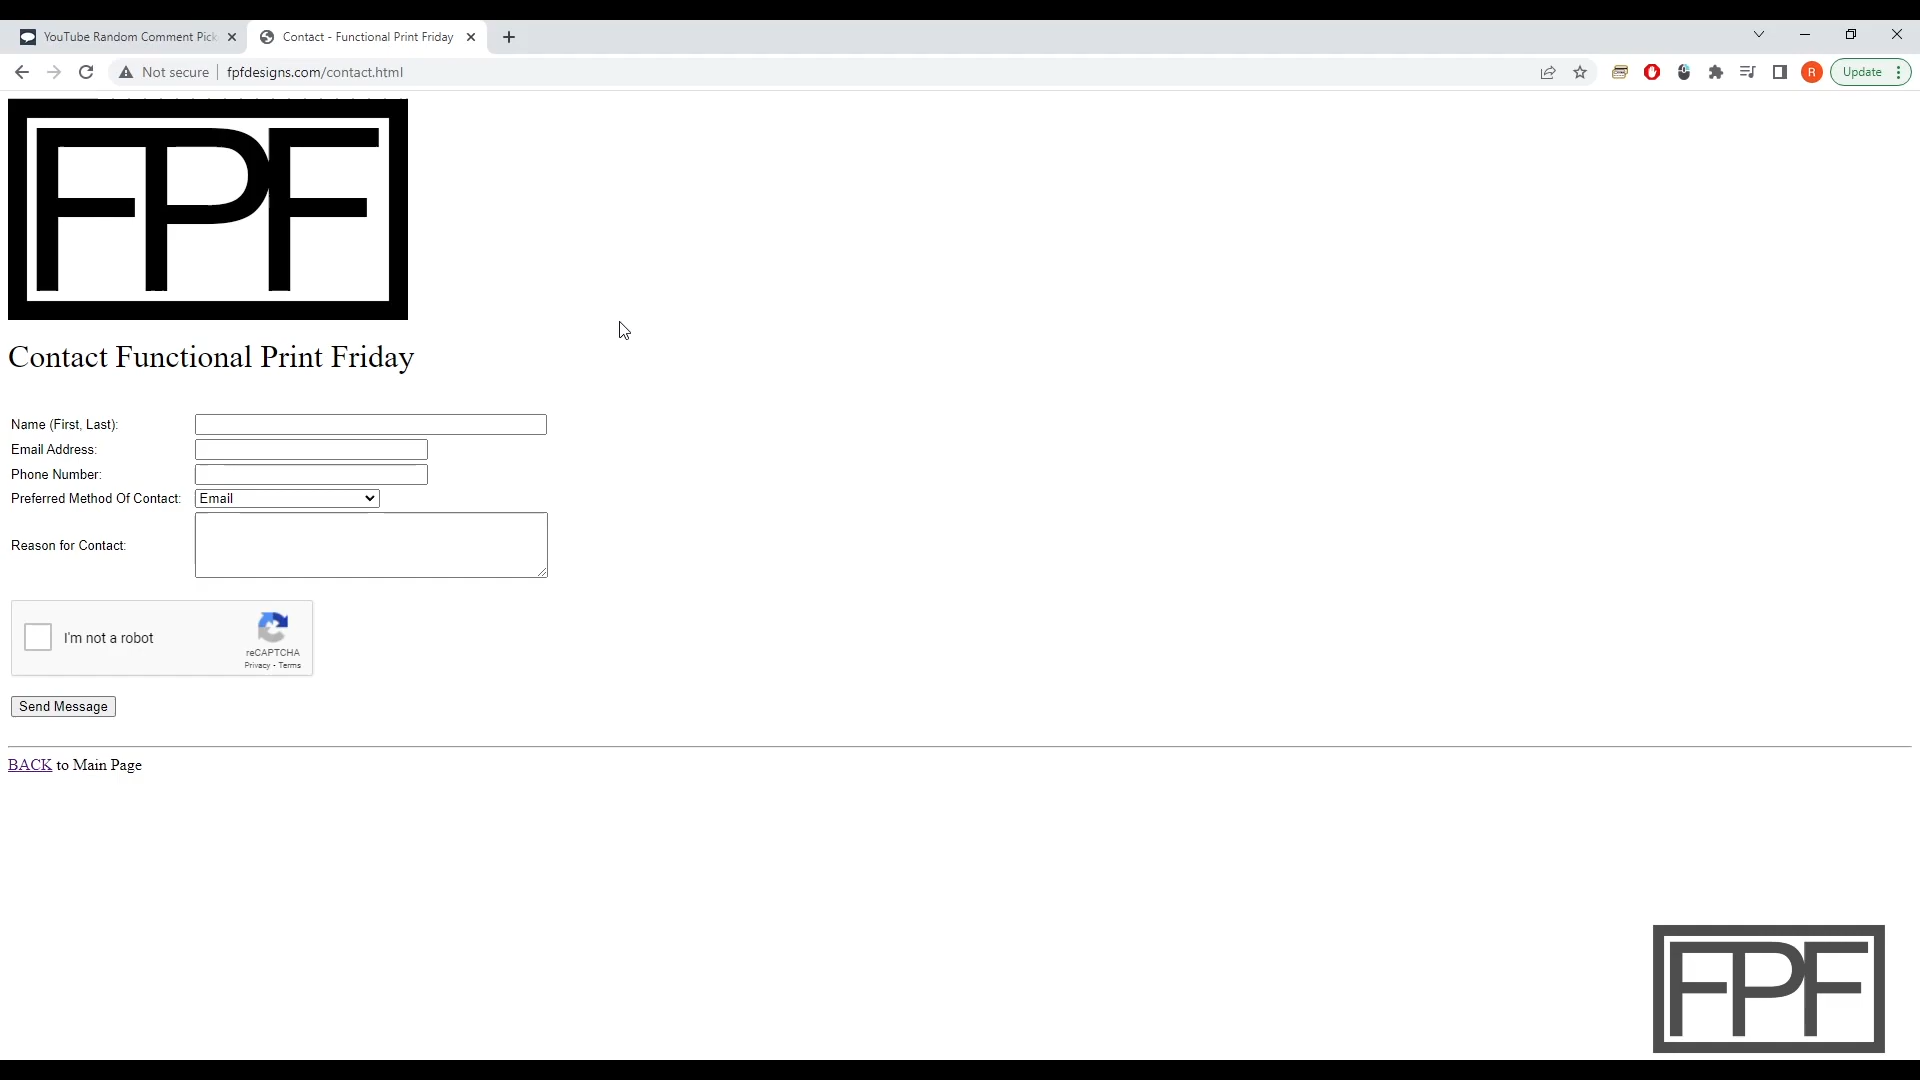 YouTube Random Comment Pick
Contact - Functional Print Friday
Not secure
fpfdesigns.com/contact.html
R
Update
FPF
Contact Functional Print Friday
Name (First, Last):
Email Address:
Phone Number:
Preferred Method Of Contact: Email
Reason for Contact:
I'm not a robot
reCAPTCHA
Privacy - Terms
Send Message
BACK to Main Page
FPF